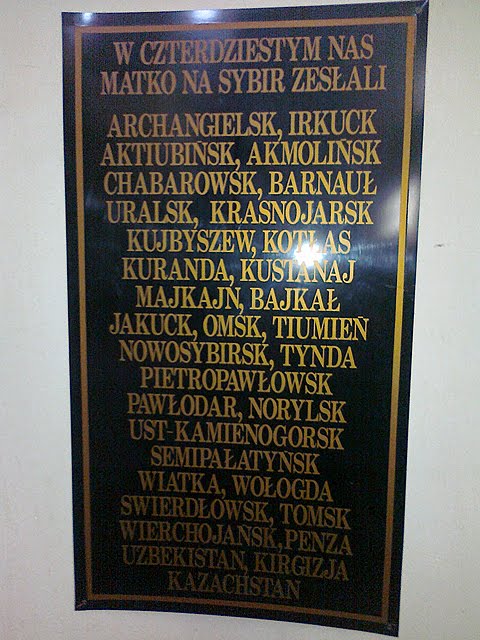 W CZTERDZIESTYM NAS
MATKO NA SYBIR ZESŁALI
ARCHANGIELSK, IRKUCK
AKTIUBIŃSK, AKMOLIŃSK
CHABAROWSK, BARNAUŁ
URALSK, KRASNOJARSK
KUJBYSZEW, KOTŁAS
KURANDA, KUSTANAJ
MAJKAJN, BAJKAŁ
JAKUCK, OMSK, TIUMIEŃ
NOWOSYBIRSK, TYNDA
PIETROPAWŁOWSK
PAWŁODAR, NORYLSK
UST-KAMIENOGORSK
SEMIPAŁATYŃSK
WIATKA, WOŁOGDA
SWIERDŁOWSK, TOMSK
WIERCHOJAŃSK, PENZA
UZBEKISTAN, KIRGIZJA
KAZACHSTAN